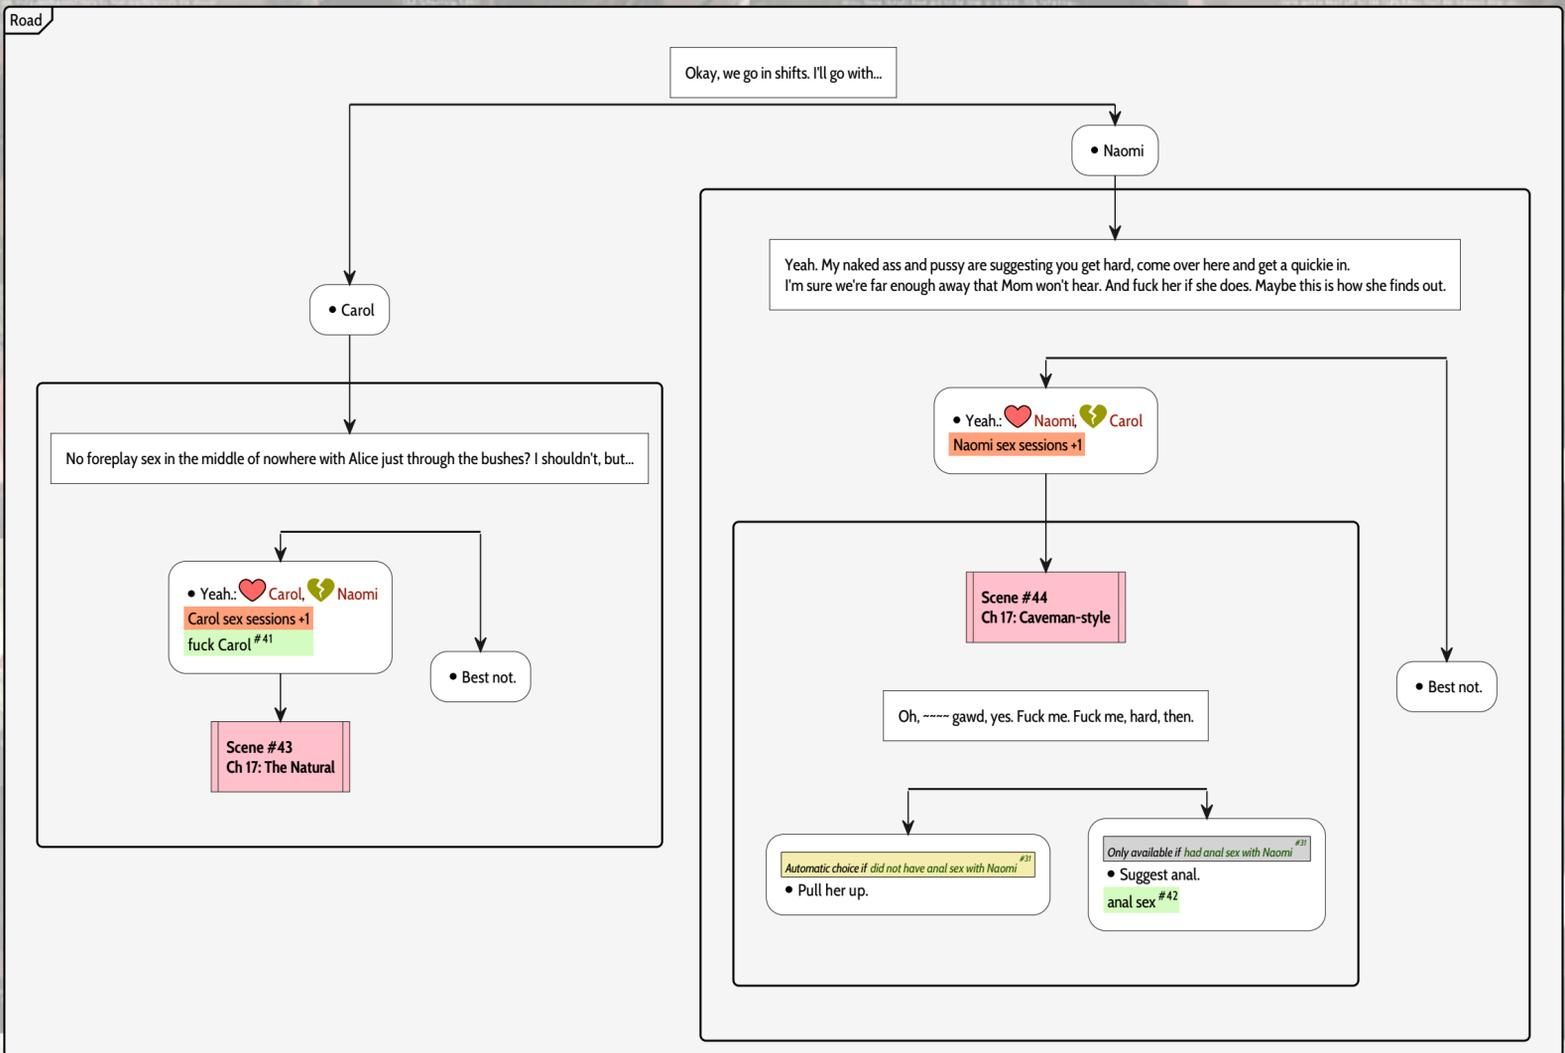 Road
Okay, we go in shifts. I'll go with...
• Naomi
Yeah. My naked ass and pussy are suggesting you get hard, come over here and get a quickie in.
I'm sure we're far enough away that Mom won't hear. And fuck her if she does. Maybe this is how she finds out.
• Carol
• Yeah.: Naomi, Carol
Naomi sex sessions +1
No foreplay sex in the middle of nowhere with Alice just through the bushes? I shouldn't, but...
• Yeah.: Carol, Naomi
Carol sex sessions +1
fuck Carol #41
• Best not.
Scene #43
Ch 17: The Natural
Scene #44
Ch 17: Caveman-style
• Best not.
Oh, ~~~~ gawd, yes. Fuck me. Fuck me, hard, then.
Automatic choice if did not have anal sex with Naomi #31
• Pull her up.
Only available if had anal sex with Naomi #31
• Suggest anal.
anal sex #42